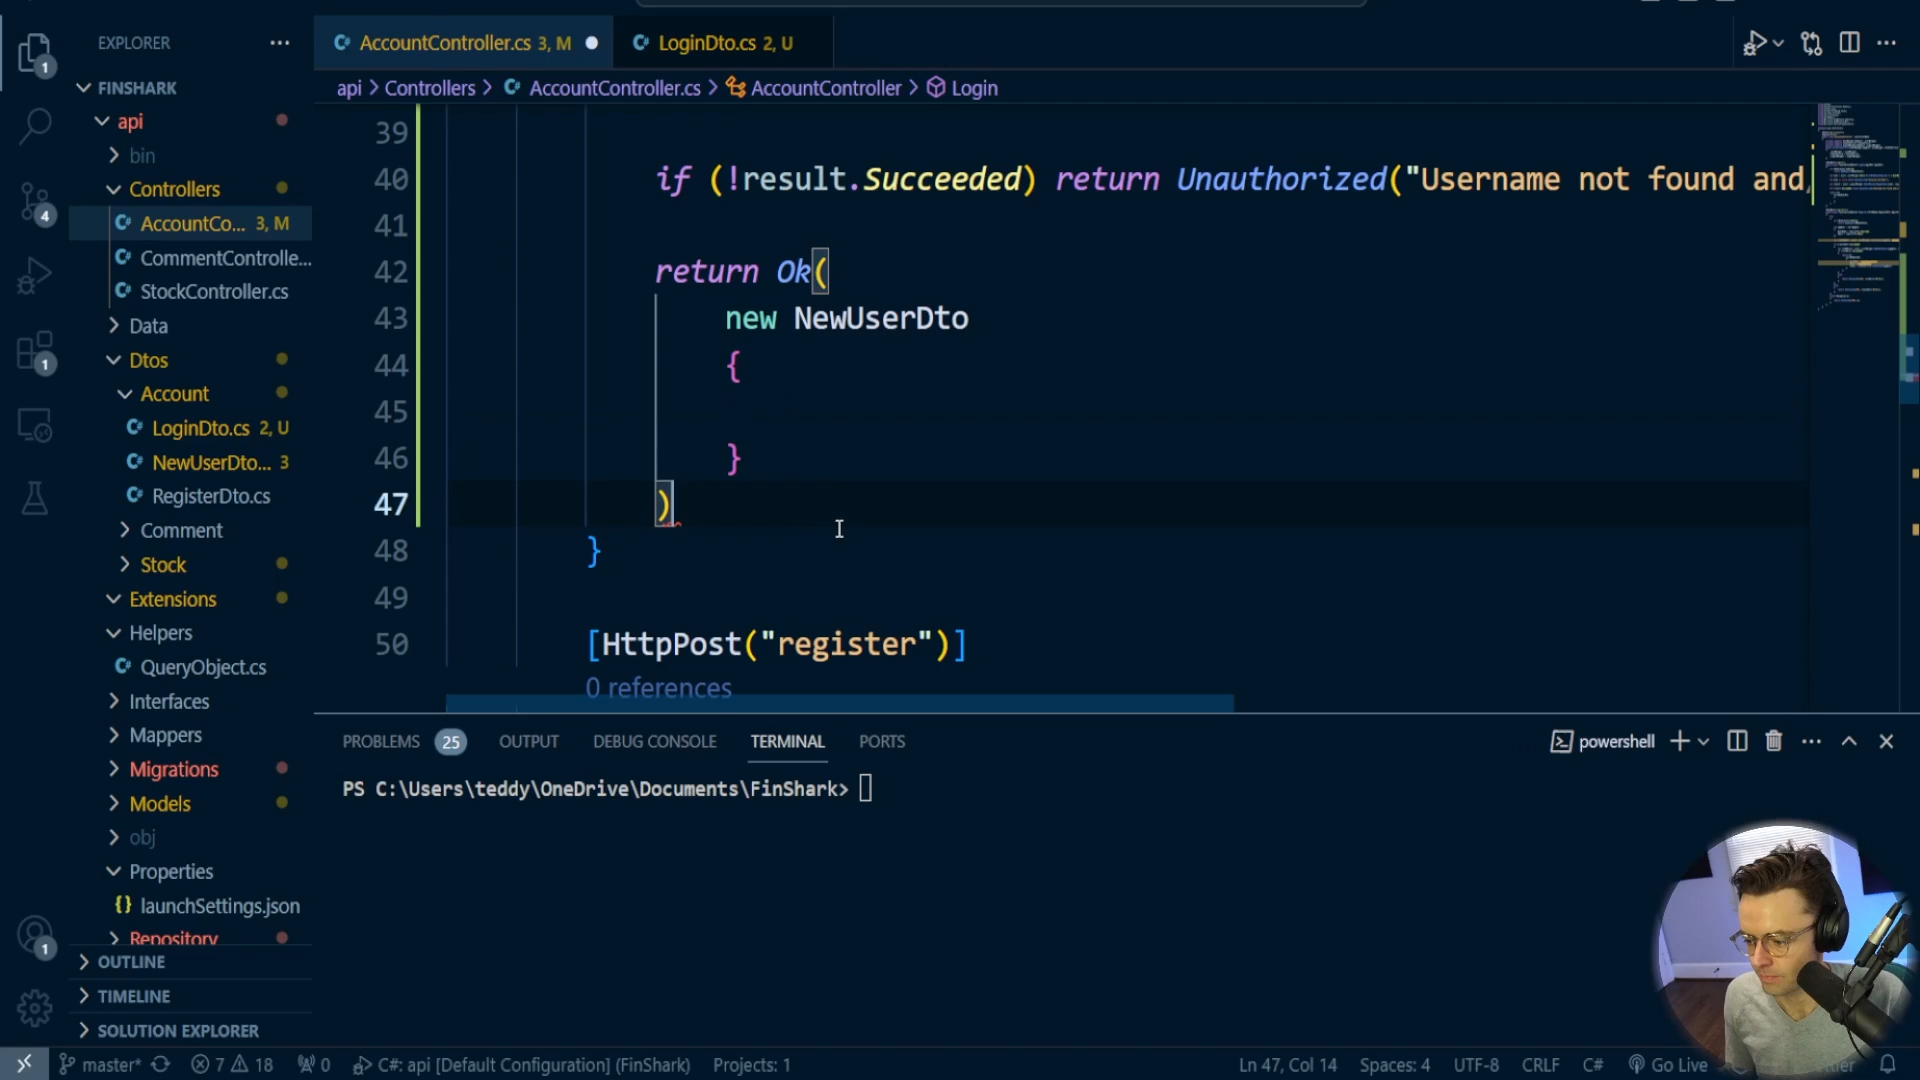 EXPLORER
FINSHARK
api
bin
Controllers
AccountCo... 3, M
CommentControlle...
StockController.cs
Data
Dtos
Account
LoginDto.cs 2, U
NewUserDto... 3
RegisterDto.cs
Comment
Stock
Extensions
Helpers
QueryObject.cs
Interfaces
Mappers
Migrations
Models
obj
Properties
{} launchSettings.json
Repository
OUTLINE
TIMELINE
SOLUTION EXPLORER
1
4
1
1
AccountController.cs 3, M
LoginDto.cs 2, U
api > Controllers > AccountController.cs > AccountController > Login
39
40 if (!result.Succeeded) return Unauthorized("Username not found and
41
42 return Ok(
43 new NewUserDto
44 {
45
46 }
47 )
48 }
49
50 [HttpPost("register")]
0 references
PROBLEMS 25 OUTPUT DEBUG CONSOLE TERMINAL PORTS
powershell
PS C:\Users\teddy\OneDrive\Documents\FinShark>
master* 7 18 0 C#: api [Default Configuration] (FinShark) Projects: 1
Ln 47, Col 14 Spaces: 4 UTF-8 CRLF C# Go Live